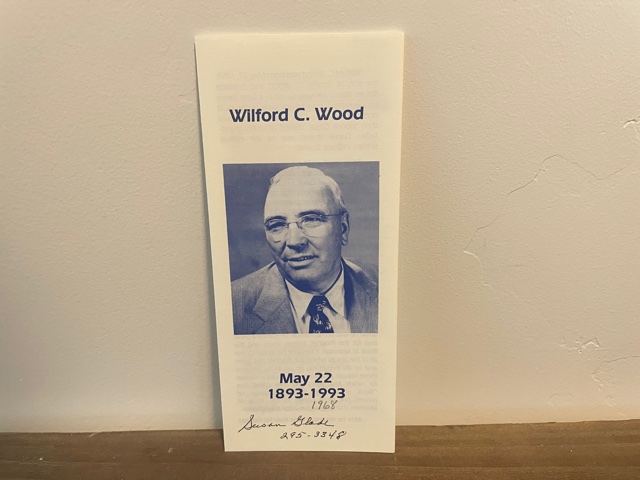 Wilford C. Wood
May 22
1893-1993
1968
Susan Glade
295-3348